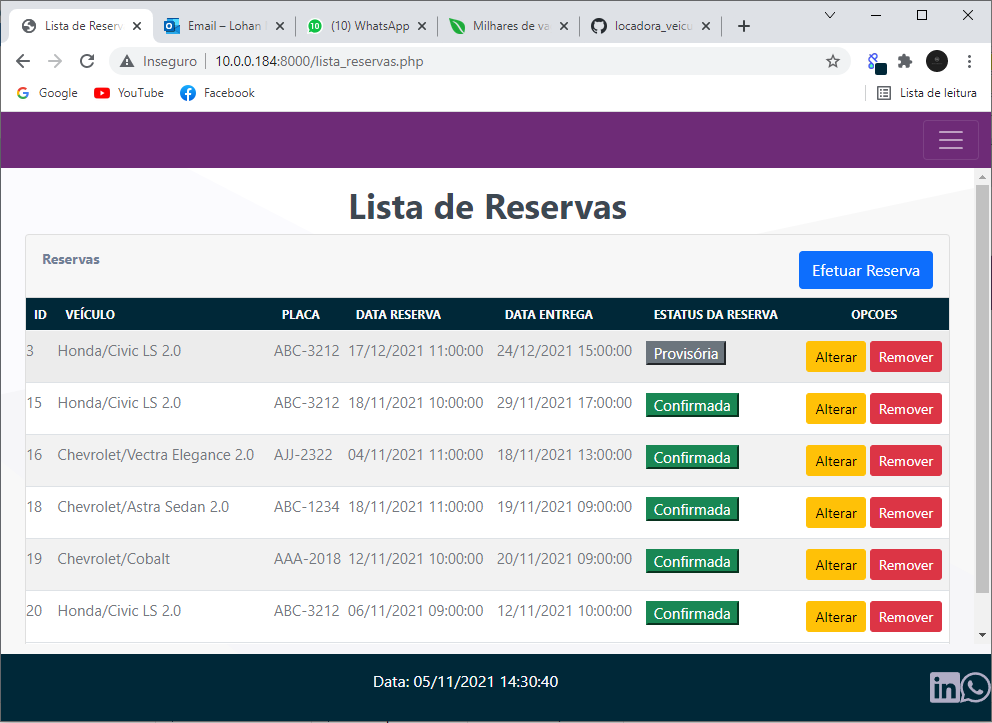 Lista de Reserv
Email – Lohan
(10) WhatsApp
Milhares de va
locadora_veicu
Inseguro
10.0.0.184:8000/lista_reservas.php
Google
YouTube
Facebook
Lista de leitura
Lista de Reservas
Reservas
Efetuar Reserva
ID VEÍCULO PLACA DATA RESERVA DATA ENTREGA ESTATUS DA RESERVA OPCOES
3 Honda/Civic LS 2.0 ABC-3212 17/12/2021 11:00:00 24/12/2021 15:00:00 Provisória Alterar Remover
15 Honda/Civic LS 2.0 ABC-3212 18/11/2021 10:00:00 29/11/2021 17:00:00 Confirmada Alterar Remover
16 Chevrolet/Vectra Elegance 2.0 AJJ-2322 04/11/2021 11:00:00 18/11/2021 13:00:00 Confirmada Alterar Remover
18 Chevrolet/Astra Sedan 2.0 ABC-1234 18/11/2021 11:00:00 19/11/2021 09:00:00 Confirmada Alterar Remover
19 Chevrolet/Cobalt AAA-2018 12/11/2021 10:00:00 20/11/2021 09:00:00 Confirmada Alterar Remover
20 Honda/Civic LS 2.0 ABC-3212 06/11/2021 09:00:00 12/11/2021 10:00:00 Confirmada Alterar Remover
Data: 05/11/2021 14:30:40
in